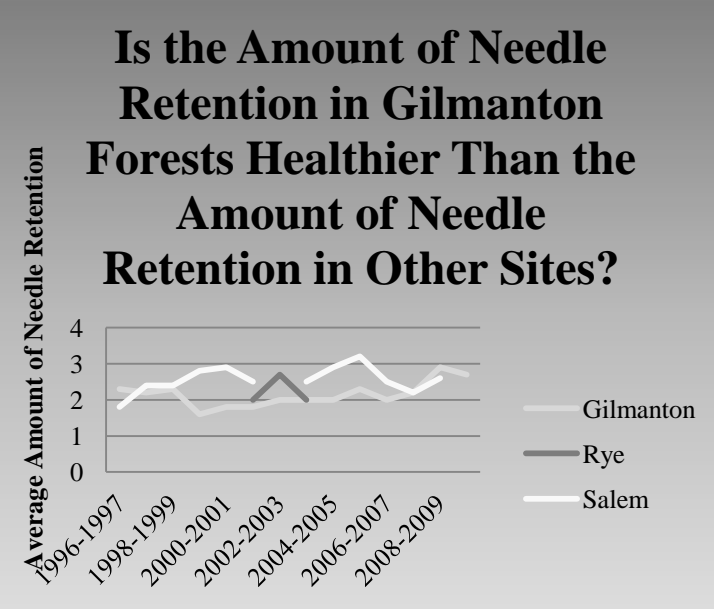 Is the Amount of Needle
Retention in Gilmanton
Forests Healthier Than the
Amount of Needle
Retention in Other Sites?
Average Amount of Needle Retention
4
3
2
1
0
1996-1997
1998-1999
2000-2001
2002-2003
2004-2005
2006-2007
2008-2009
Gilmanton
Rye
Salem